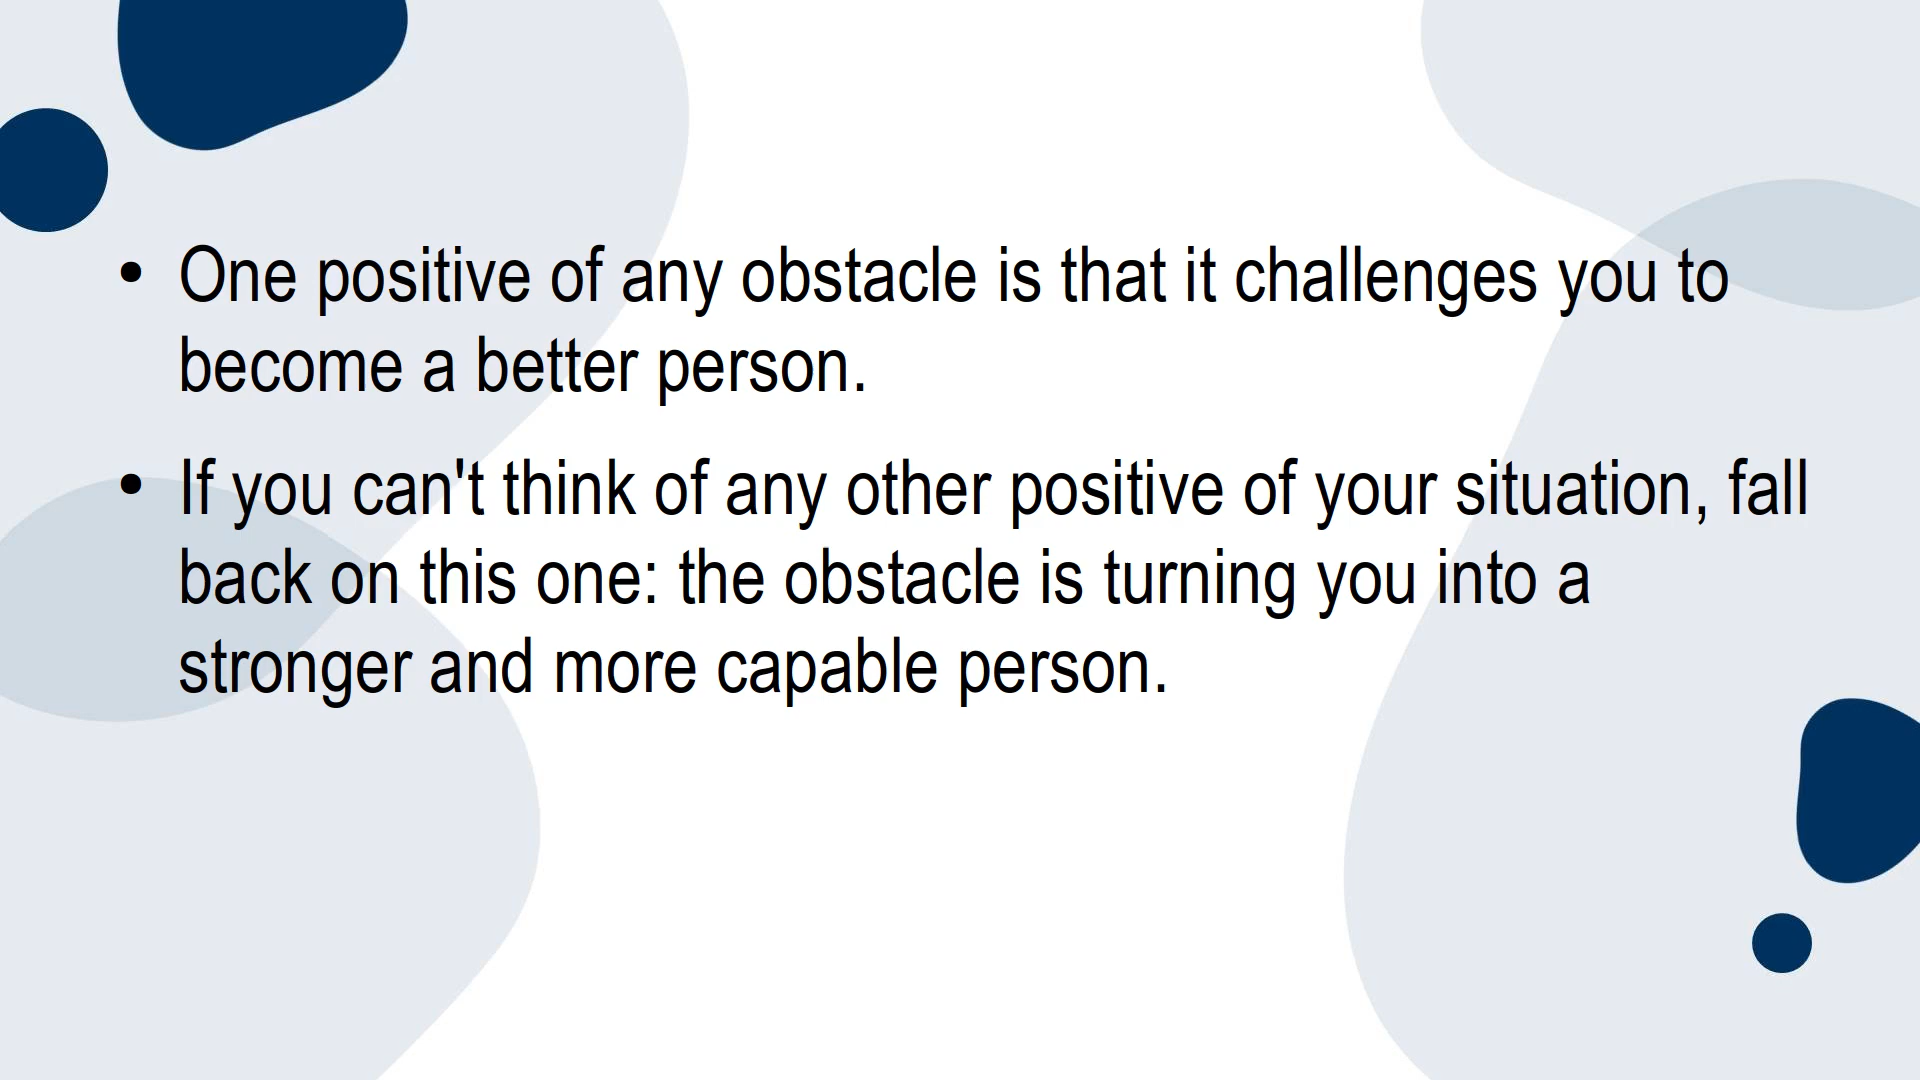 • One positive of any obstacle is that it challenges you to
become a better person.
• If you can't think of any other positive of your situation, fall
back on this one: the obstacle is turning you into a
stronger and more capable person.